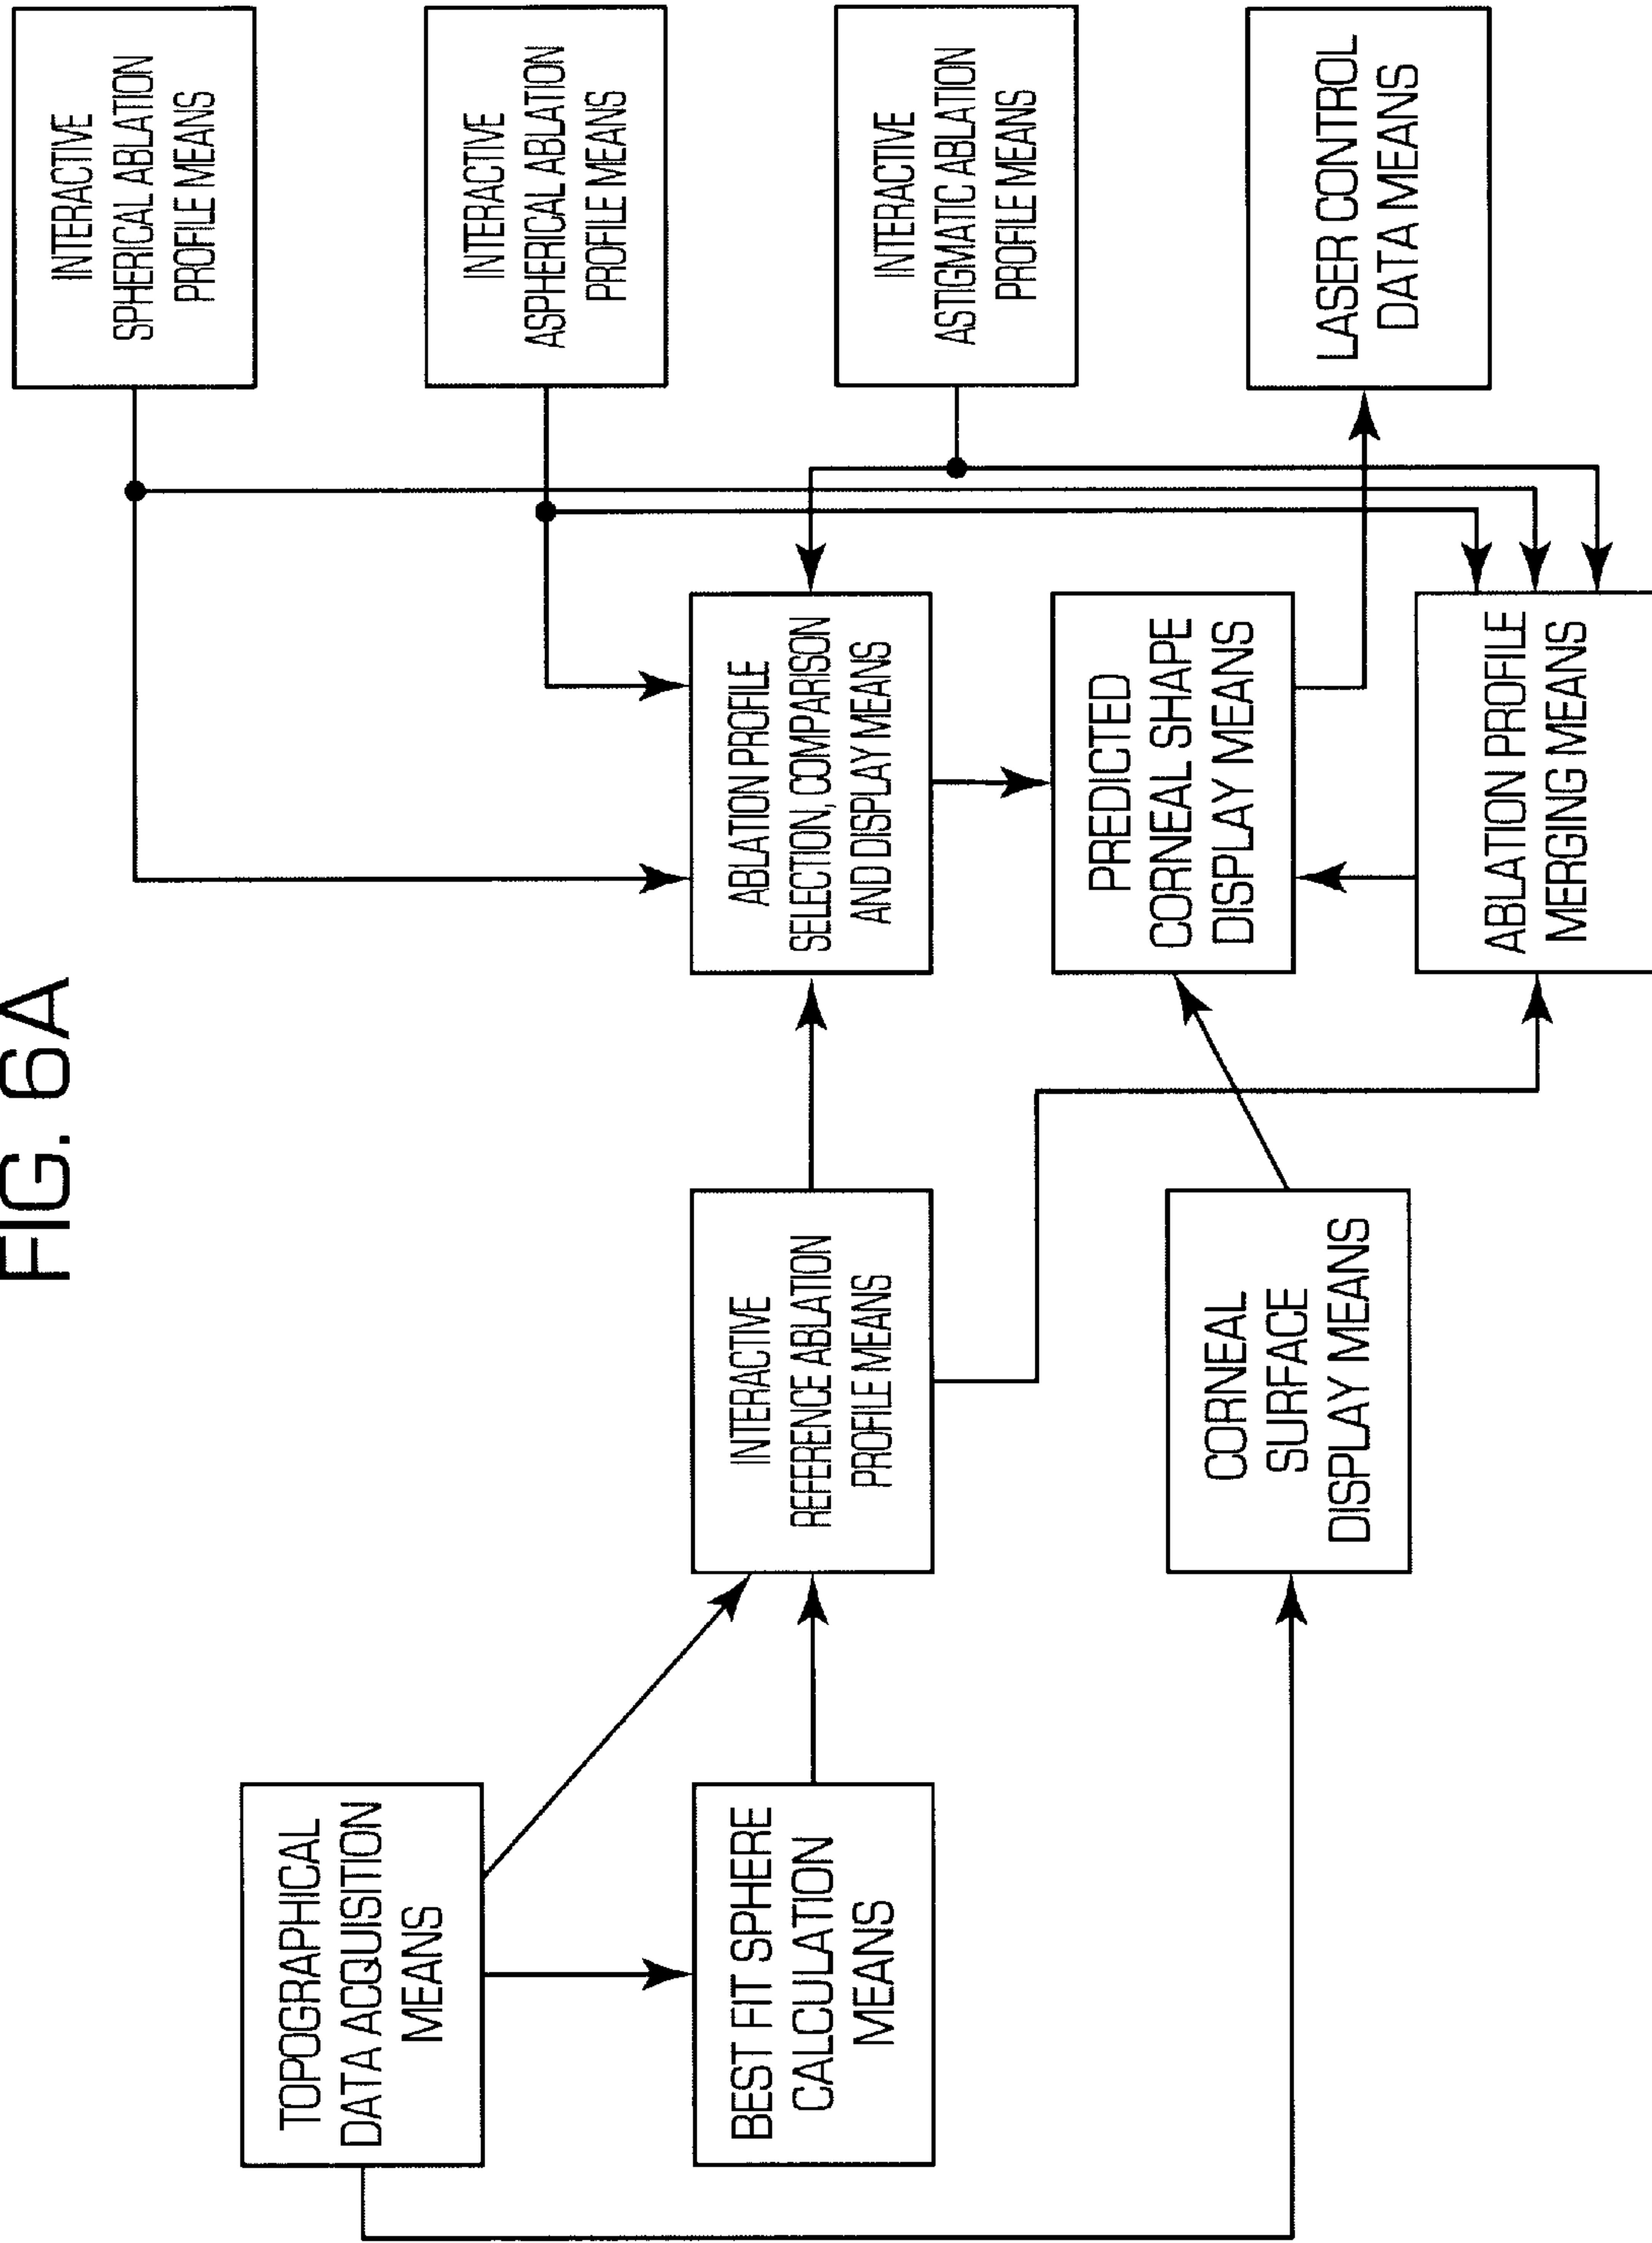 FIG. 6A
TOPOGRAPHICAL
DATA ACQUISITION
MEANS
BEST FIT SPHERE
CALCULATION
MEANS
INTERACTIVE
REFERENCE ABLATION
PROFILE MEANS
CORNEAL
SURFACE
DISPLAY MEANS
ABLATION PROFILE
SELECTION, COMPARISON
AND DISPLAY MEANS
PREDICTED
CORNEAL SHAPE
DISPLAY MEANS
ABLATION PROFILE
MERGING MEANS
INTERACTIVE
SPHERICAL ABLATION
PROFILE MEANS
INTERACTIVE
ASPHERICAL ABLATION
PROFILE MEANS
INTERACTIVE
ASTIGMATIC ABLATION
PROFILE MEANS
LASER CONTROL
DATA MEANS